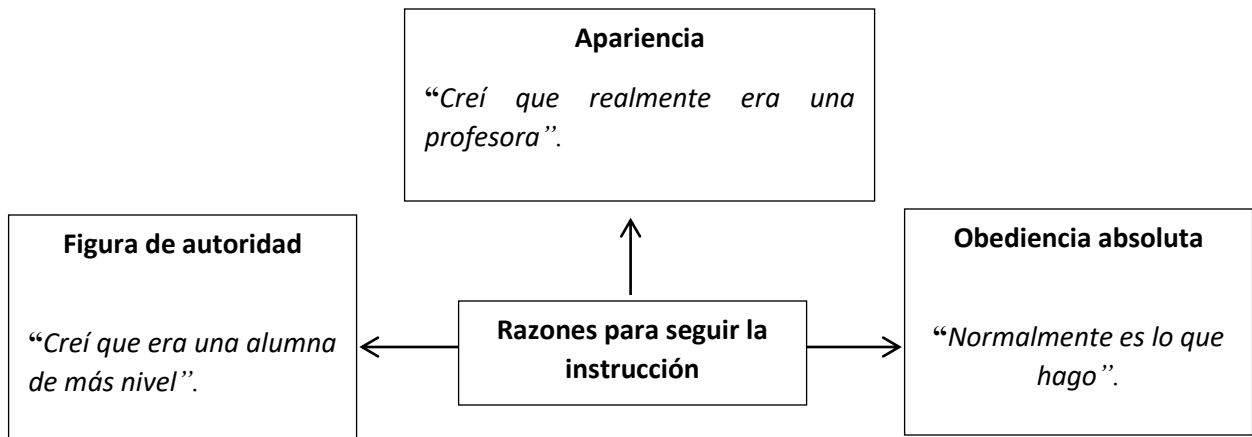 Apariencia
“Creí que realmente era una
profesora”.
Figura de autoridad
“Creí que era una alumna
de más nivel”.
Razones para seguir la
instrucción
Obediencia absoluta
“Normalmente es lo que
hago”.